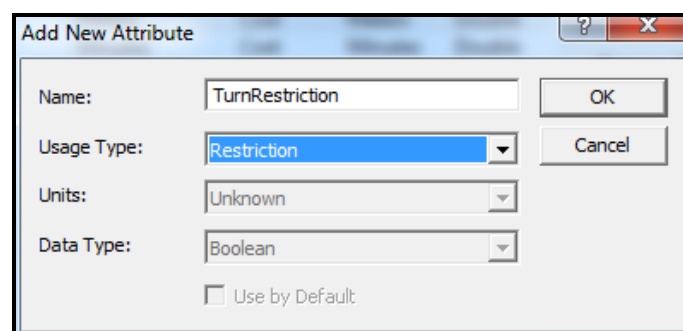 Add New Attribute
Name: TurnRestriction OK
Usage Type: Restriction Cancel
Units: Unknown
Data Type: Boolean
Use by Default